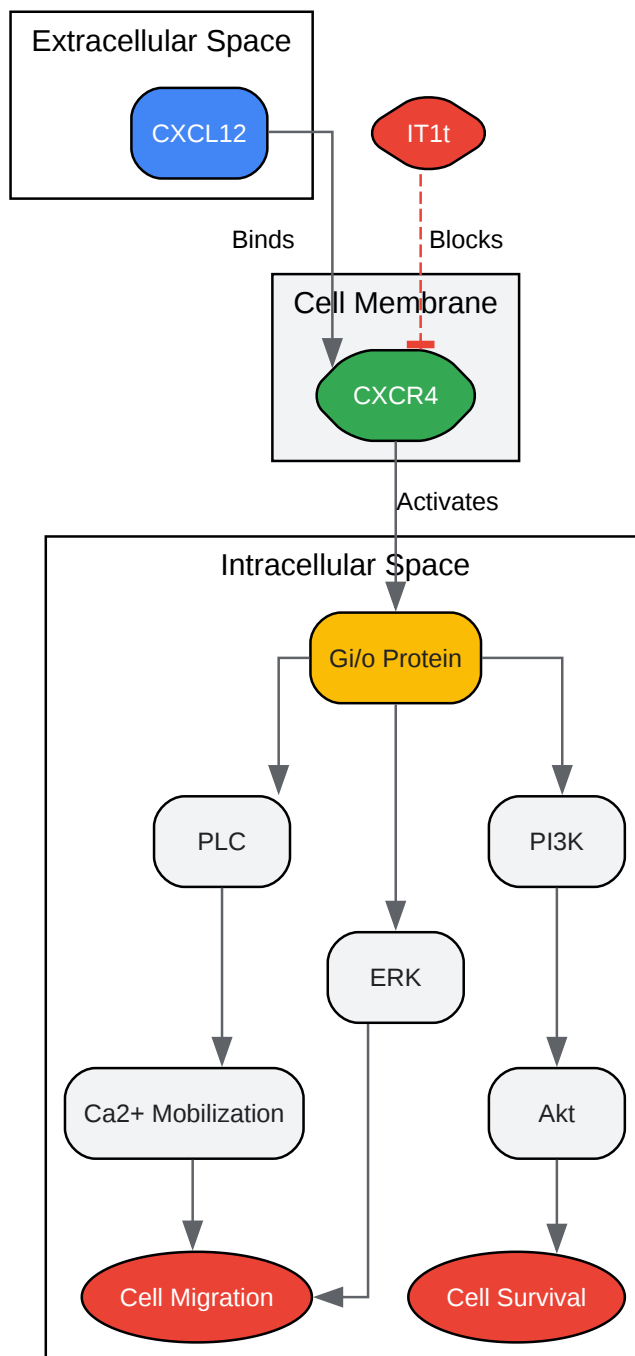 Extracellular Space
CXCL12
IT1t
Binds
Blocks
Cell Membrane
CXCR4
Activates
Intracellular Space
Gi/o Protein
PLC
PI3K
ERK
Ca2+ Mobilization
Akt
Cell Migration
Cell Survival